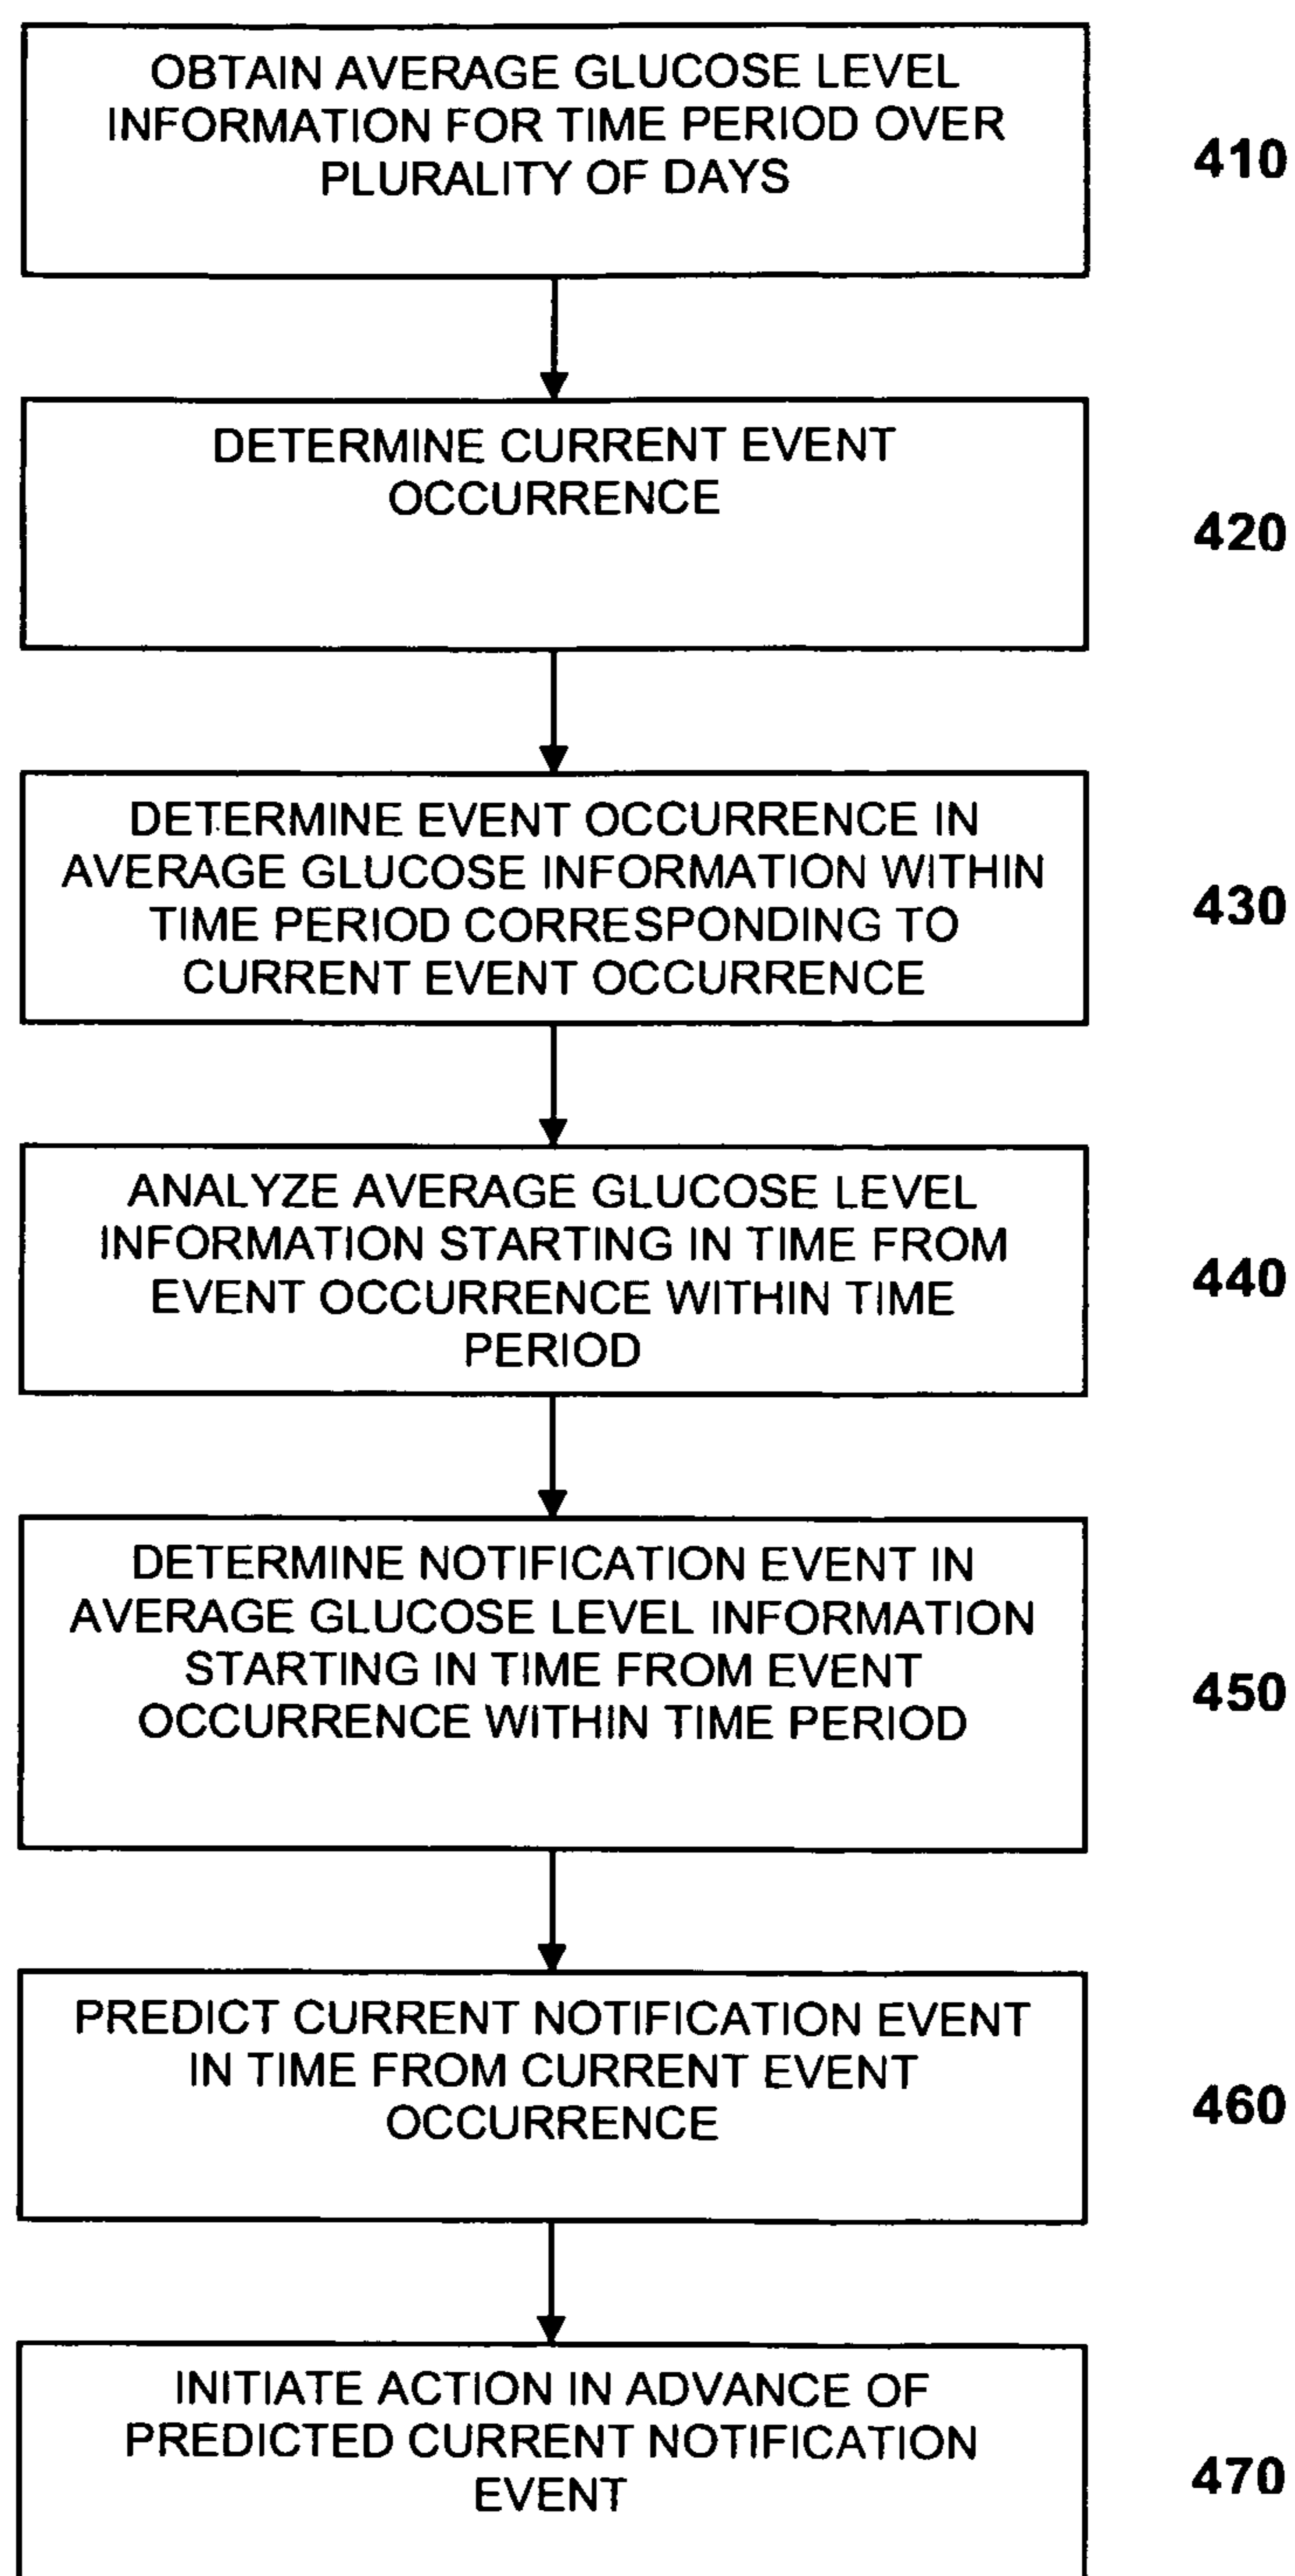 OBTAIN AVERAGE GLUCOSE LEVEL
INFORMATION FOR TIME PERIOD OVER
PLURALITY OF DAYS
410
DETERMINE CURRENT EVENT
OCCURRENCE
420
DETERMINE EVENT OCCURRENCE IN
AVERAGE GLUCOSE INFORMATION WITHIN
TIME PERIOD CORRESPONDING TO
CURRENT EVENT OCCURRENCE
430
ANALYZE AVERAGE GLUCOSE LEVEL
INFORMATION STARTING IN TIME FROM
EVENT OCCURRENCE WITHIN TIME
PERIOD
440
DETERMINE NOTIFICATION EVENT IN
AVERAGE GLUCOSE LEVEL INFORMATION
STARTING IN TIME FROM EVENT
OCCURRENCE WITHIN TIME PERIOD
450
PREDICT CURRENT NOTIFICATION EVENT
IN TIME FROM CURRENT EVENT
OCCURRENCE
460
INITIATE ACTION IN ADVANCE OF
PREDICTED CURRENT NOTIFICATION
EVENT
470